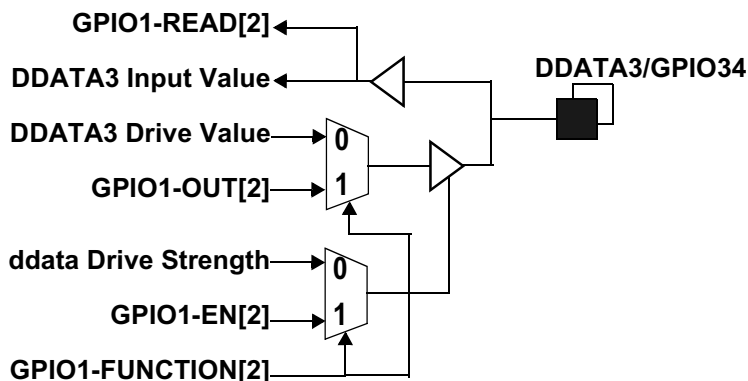 GPIO1-READ[2]
DDATA3 Input Value
DDATA3/GPIO34
DDATA3 Drive Value
0
GPIO1-OUT[2]
1
ddata Drive Strength
0
GPIO1-EN[2]
1
GPIO1-FUNCTION[2]